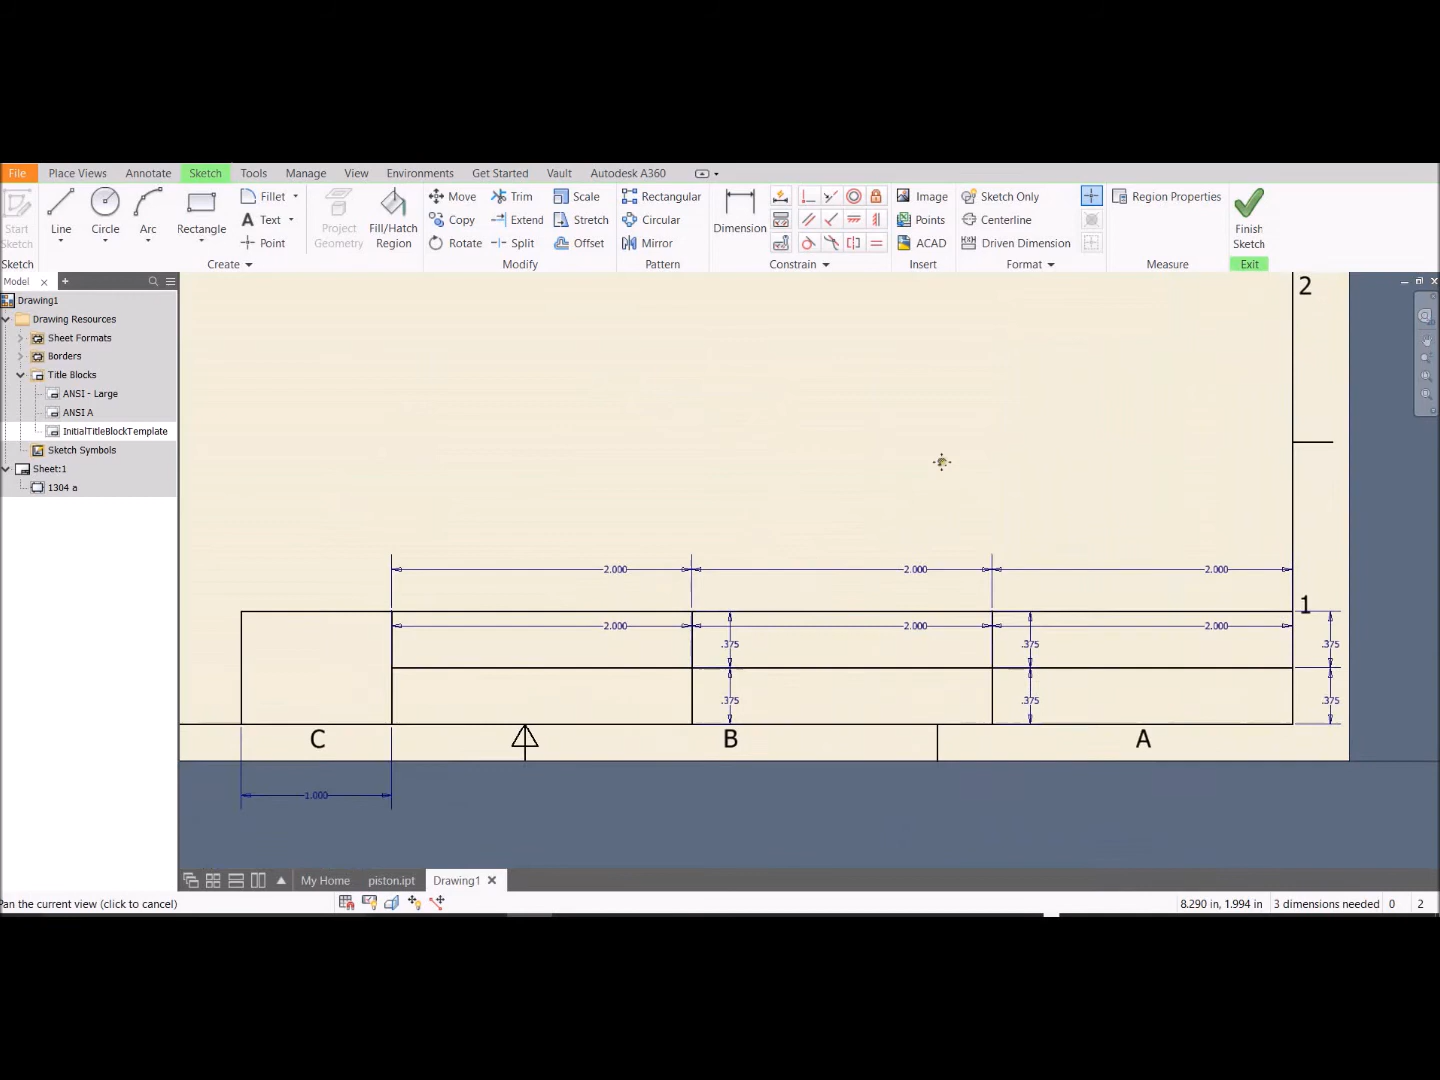 File Place Views Annotate Sketch Tools Manage View Environments Get Started Vault Autodesk A360
Start Sketch
Line
Circle
Arc
Rectangle
Fillet
Text
Point
Project Geometry
Fill/Hatch Region
Move
Copy
Rotate
Trim
Extend
Split
Scale
Stretch
Offset
Rectangular
Circular
Mirror
Dimension
Image
Points
ACAD
Sketch Only
Centerline
Driven Dimension
Region Properties
Finish Sketch
Sketch Create Modify Pattern Constrain Insert Format Measure Exit
Model
Drawing1
Drawing Resources
Sheet Formats
Borders
Title Blocks
ANSI - Large
ANSI A
InitialTitleBlockTemplate
Sketch Symbols
Sheet:1
1304 a
2
2.000 2.000 2.000
1
2.000 2.000 2.000
.375 .375 .375
.375 .375 .375
C B A
1.000
My Home piston.ipt Drawing1
Pan the current view (click to cancel)
8.290 in, 1.994 in 3 dimensions needed 0 2